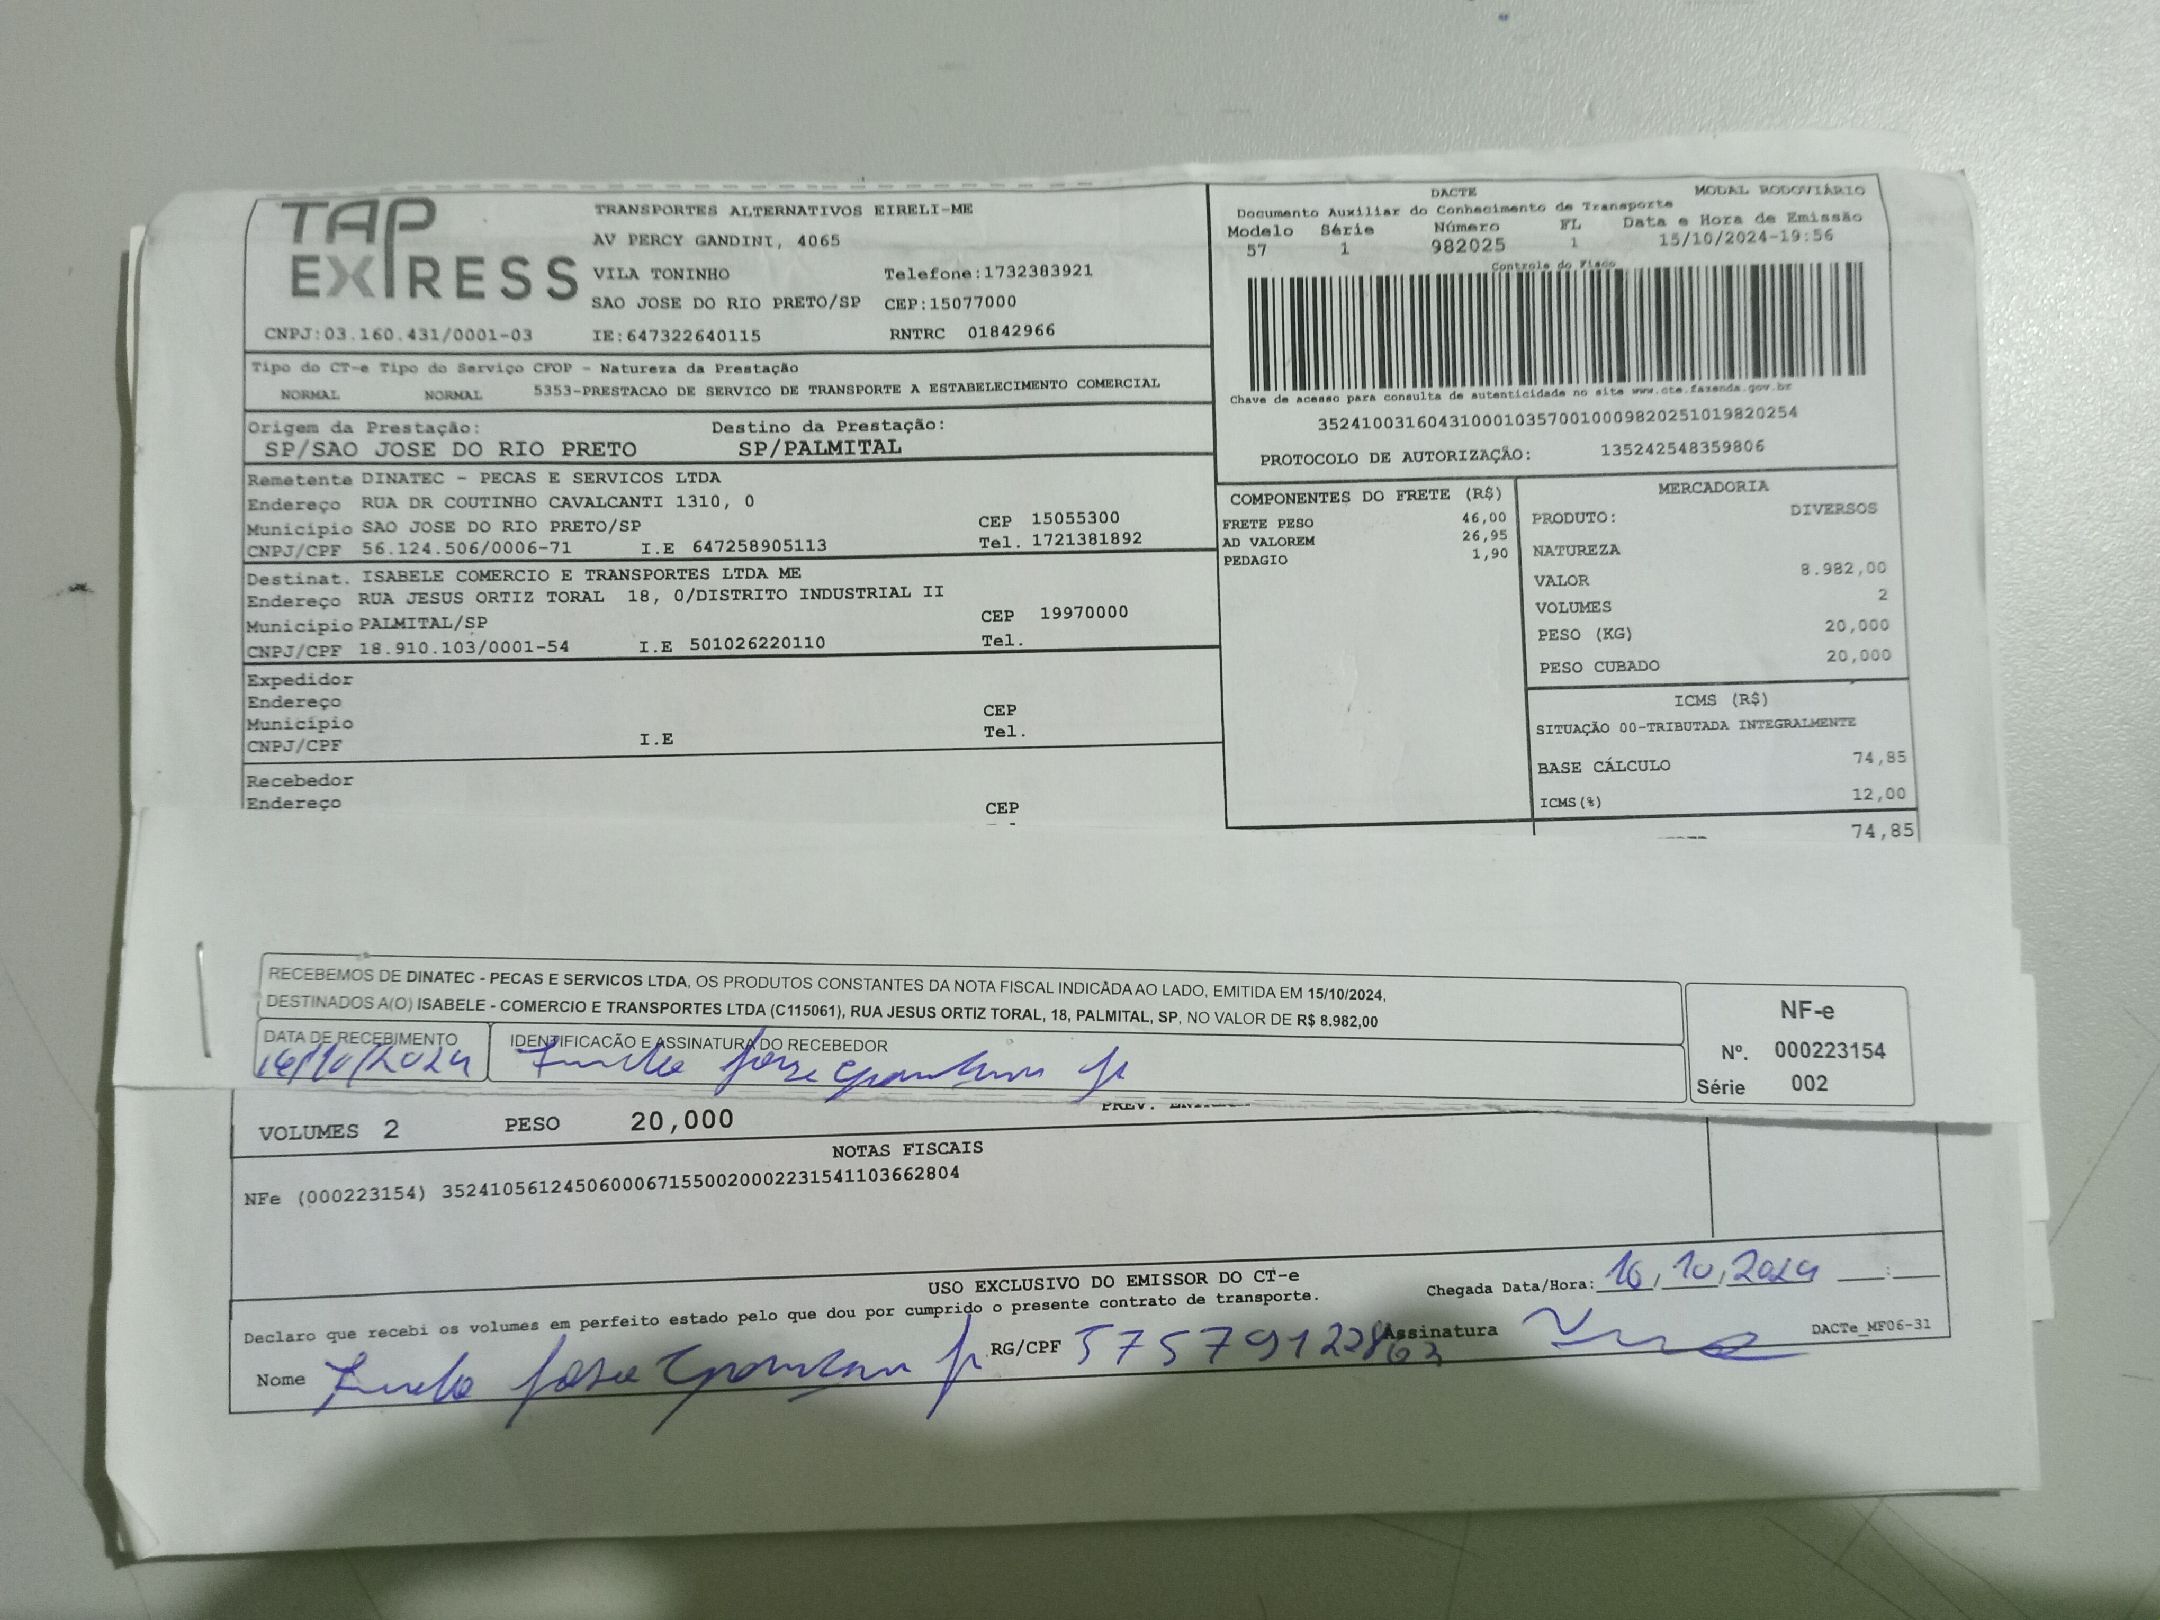 TAP EXPRESS
TRANSPORTES ALTERNATIVOS EIRELI-ME
AV PERCY GANDINI, 4065
VILA TONINHO Telefone:1732383921
SAO JOSE DO RIO PRETO/SP CEP:15077000
CNPJ:03.160.431/0001-03 IE:647322640115 RNTRC 01842966
DACTE MODAL RODOVIÁRIO
Documento Auxiliar do Conhecimento de Transporte
Modelo Série Número FL Data e Hora de Emissão
57 1 982025 1 15/10/2024-19:56
Controle do Fisco
Chave de acesso para consulta de autenticidade no site www.cte.fazenda.gov.br
35241003160431000103570010009820251019820254
PROTOCOLO DE AUTORIZAÇÃO: 135242548359806
Tipo do CT-e Tipo do Serviço CFOP - Natureza da Prestação
NORMAL NORMAL 5353-PRESTACAO DE SERVICO DE TRANSPORTE A ESTABELECIMENTO COMERCIAL
Origem da Prestação: Destino da Prestação:
SP/SAO JOSE DO RIO PRETO SP/PALMITAL
Remetente DINATEC - PECAS E SERVICOS LTDA
Endereço RUA DR COUTINHO CAVALCANTI 1310, 0
Município SAO JOSE DO RIO PRETO/SP CEP 15055300
CNPJ/CPF 56.124.506/0006-71 I.E 647258905113 Tel. 1721381892
Destinat. ISABELE COMERCIO E TRANSPORTES LTDA ME
Endereço RUA JESUS ORTIZ TORAL 18, 0/DISTRITO INDUSTRIAL II
Município PALMITAL/SP CEP 19970000
CNPJ/CPF 18.910.103/0001-54 I.E 501026220110 Tel.
Expedidor
Endereço CEP
Município Tel.
CNPJ/CPF I.E
Recebedor
Endereço CEP
COMPONENTES DO FRETE (R$)
FRETE PESO 46,00
AD VALOREM 26,95
PEDAGIO 1,90
MERCADORIA
PRODUTO: DIVERSOS
NATUREZA
VALOR 8.982,00
VOLUMES 2
PESO (KG) 20,000
PESO CUBADO 20,000
ICMS (R$)
SITUAÇÃO 00-TRIBUTADA INTEGRALMENTE
BASE CÁLCULO 74,85
ICMS(%) 12,00
74,85
RECEBEMOS DE DINATEC - PECAS E SERVICOS LTDA, OS PRODUTOS CONSTANTES DA NOTA FISCAL INDICADA AO LADO, EMITIDA EM 15/10/2024,
DESTINADOS A(O) ISABELE - COMERCIO E TRANSPORTES LTDA (C115061), RUA JESUS ORTIZ TORAL, 18, PALMITAL, SP, NO VALOR DE R$ 8.982,00
DATA DE RECEBIMENTO IDENTIFICACÃO E ASSINATURA DO RECEBEDOR
16/10/2024
NF-e
Nº. 000223154
Série 002
VOLUMES 2 PESO 20,000
NOTAS FISCAIS
NFe (000223154) 35241056124506000671550020002231541103662804
USO EXCLUSIVO DO EMISSOR DO CT-e
Declaro que recebi os volumes em perfeito estado pelo que dou por cumprido o presente contrato de transporte.
Chegada Data/Hora: 16/10/2024 :
Nome RG/CPF Assinatura DACTe_MF06-31